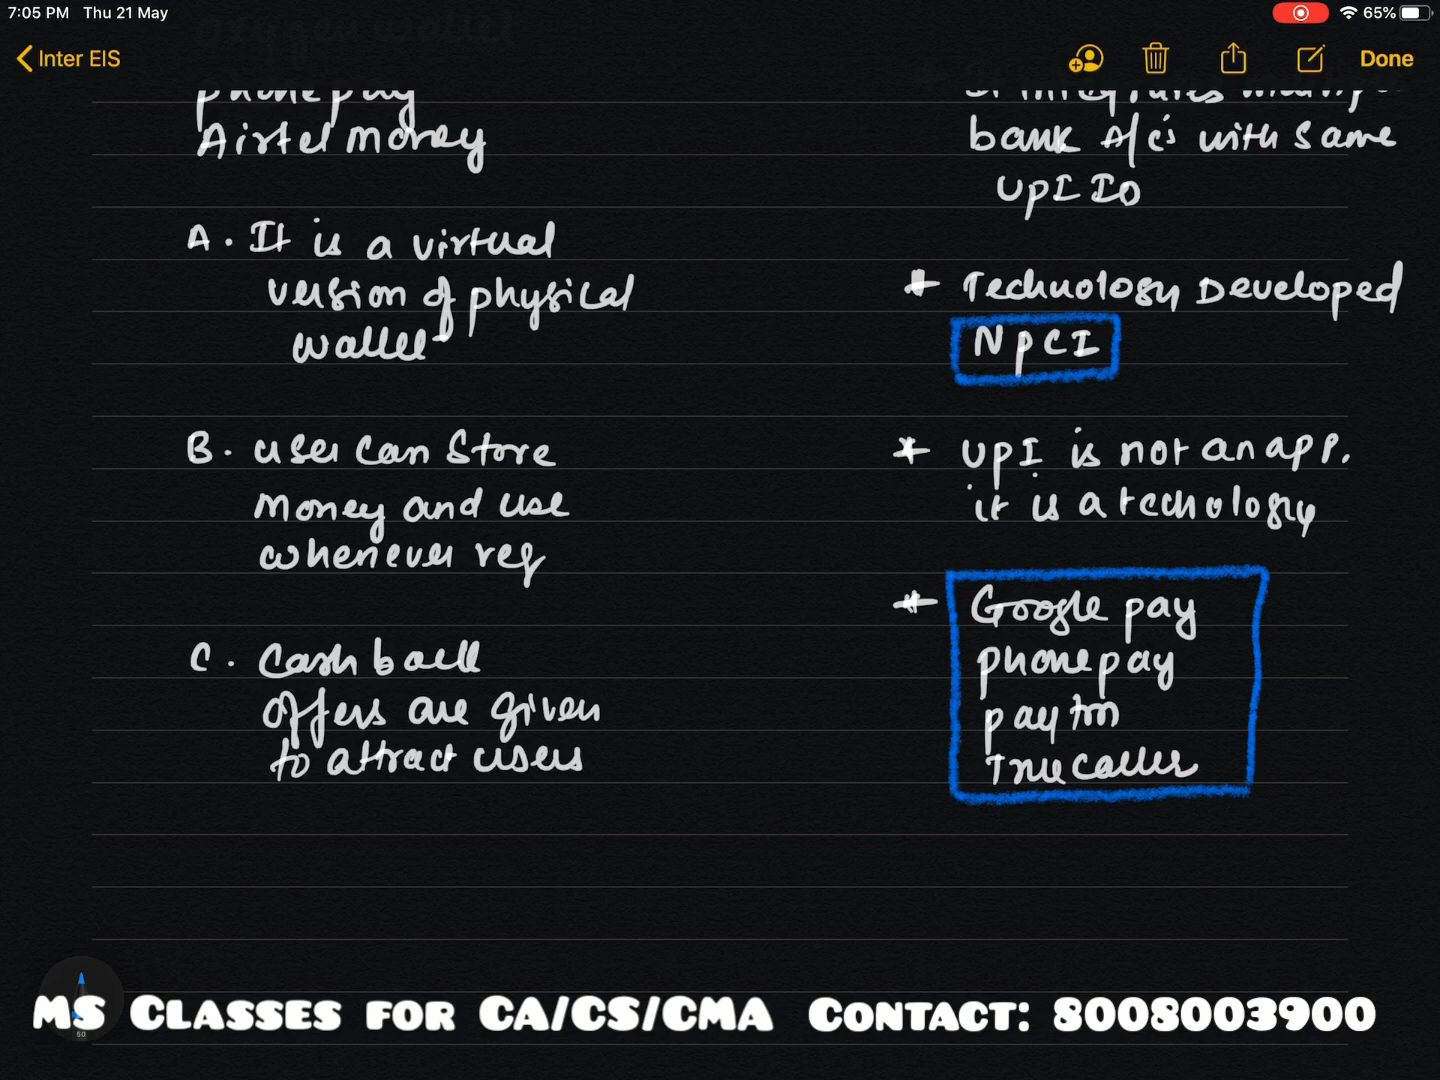 7:05 PM Thu 21 May
65%
Inter EIS
Done
phonepay
Airtel money
A. It is a virtual
version of physical
wallet
B. user can Store
money and use
whenever req
C. Cash back
offers are given
to attract users
bank A/c's with same
UPI ID
Technology Developed
NPCI
UPI is not an app.
it is a techology
Google pay
phonepay
paytm
Truecaller
50
MS Classes for CA/CS/CMA Contact: 8008003900